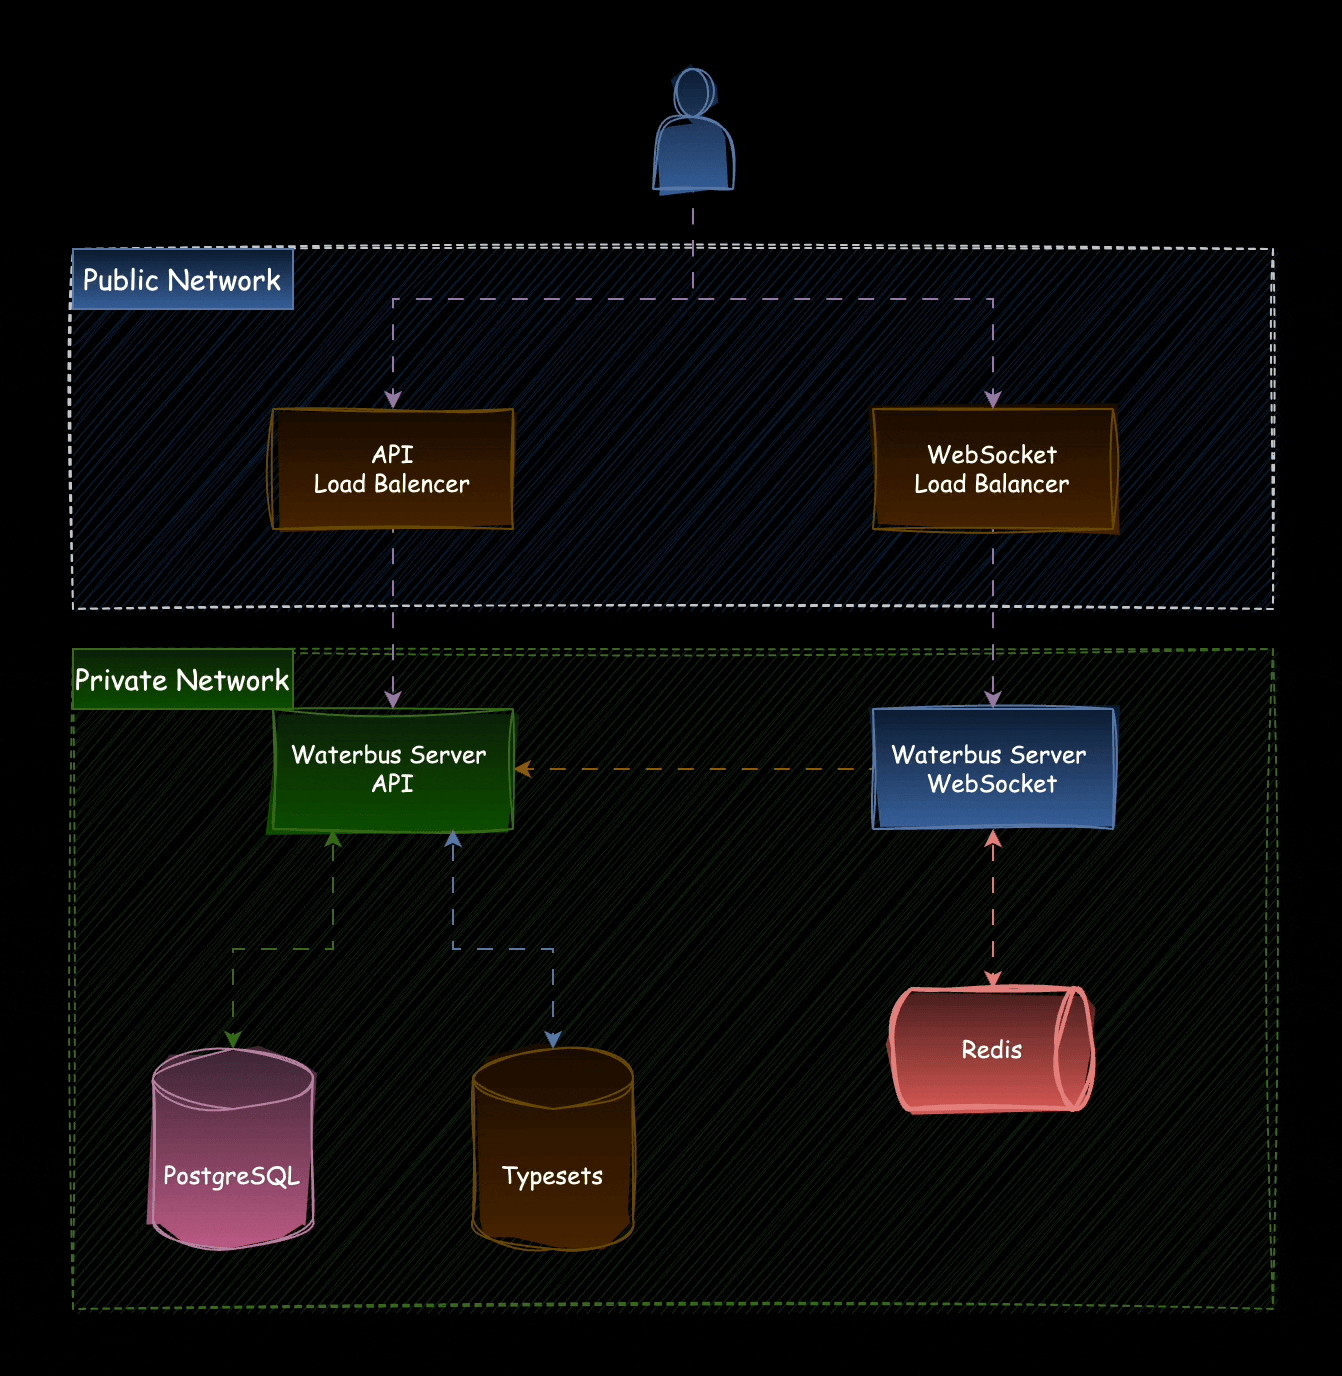 Public Network
API
Load Balencer
WebSocket
Load Balancer
Private Network
Waterbus Server
API
Waterbus Server
WebSocket
Redis
PostgreSQL
Typesets